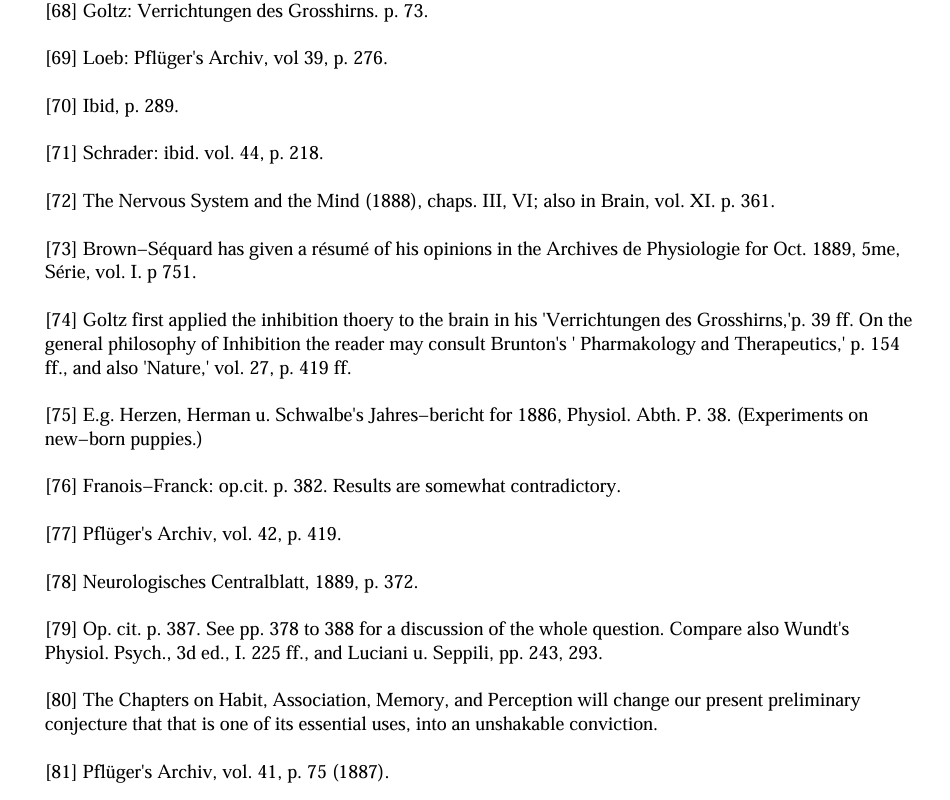 [68] Goltz: Verrichtungen des Grosshirns. p. 73.
[69] Loeb: Pflüger's Archiv, vol 39, p. 276.
[70] Ibid, p. 289.
[71] Schrader: ibid. vol. 44, p. 218.
[72] The Nervous System and the Mind (1888), chaps. III, VI; also in Brain, vol. XI. p. 361.
[73] Brown−Séquard has given a résumé of his opinions in the Archives de Physiologie for Oct. 1889, 5me,
Série, vol. I. p 751.
[74] Goltz first applied the inhibition thoery to the brain in his 'Verrichtungen des Grosshirns,'p. 39 ff. On the
general philosophy of Inhibition the reader may consult Brunton's ' Pharmakology and Therapeutics,' p. 154
ff., and also 'Nature,' vol. 27, p. 419 ff.
[75] E.g. Herzen, Herman u. Schwalbe's Jahres−bericht for 1886, Physiol. Abth. P. 38. (Experiments on
new−born puppies.)
[76] Franois−Franck: op.cit. p. 382. Results are somewhat contradictory.
[77] Pflüger's Archiv, vol. 42, p. 419.
[78] Neurologisches Centralblatt, 1889, p. 372.
[79] Op. cit. p. 387. See pp. 378 to 388 for a discussion of the whole question. Compare also Wundt's
Physiol. Psych., 3d ed., I. 225 ff., and Luciani u. Seppili, pp. 243, 293.
[80] The Chapters on Habit, Association, Memory, and Perception will change our present preliminary
conjecture that that is one of its essential uses, into an unshakable conviction.
[81] Pflüger's Archiv, vol. 41, p. 75 (1887).